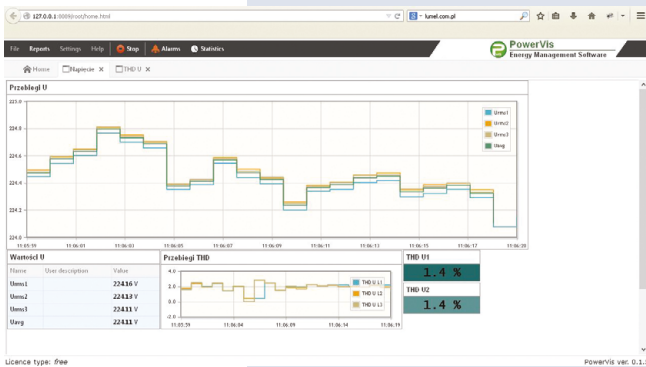 127.0.0.1:8089/root/home.html
lumel.com.pl
File Reports Settings Help Stop Alarms Statistics
PowerVis
Energy Management Software
Home Napiecie X THD U X
Przebiegi U
225.0
224.8
224.6
224.4
224.2
224.0
Urms1
Urms2
Urms3
Uavg
11:05:59 11:06:01 11:06:03 11:06:05 11:06:07 11:06:09 11:06:11 11:06:13 11:06:15 11:06:17 11:06:20
Wartości U
Name User description Value
Urms1 224.16 V
Urms2 224.13 V
Urms3 224.11 V
Uavg 224.11 V
Przebiegi THD
4.0
2.0
0.0
-2.0
THD U L1
THD U L2
THD U L3
11:05:59 11:06:04 11:06:09 11:06:14 11:06:19
THD U1
1.4 %
THD U2
1.4 %
Licence type: free
PowerVis ver. 0.1.